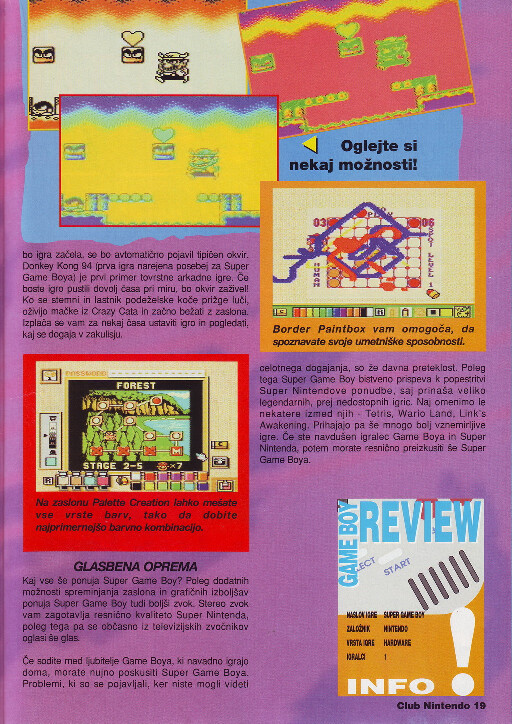 Oglejte si
nekaj možnosti!
bo igra začela, se bo avtomatično pojavil tipičen okvir.
Donkey Kong 94 (prva igra narejena posebej za Super
Game Boya) je prvi primer tovrstne arkadne igre. Če
boste igro pustili dovolj časa pri miru, bo okvir zaživel!
Ko se stemni in lastnik podeželske koče prižge luči,
oživijo mačke iz Crazy Cata in začno bežati z zaslona.
Izplača se vam za nekaj časa ustaviti igro in pogledati,
kaj se dogaja v zakulisju.
03
06
HUMAN
LEVEL 1
Border Paintbox vam omogoča, da
spoznavate svoje umetniške sposobnosti.
PASSWORD
FOREST
STAGE 2-5
×7
Na zaslonu Palette Creation lahko mešate
vse vrste barv, tako da dobite
najprimernejšo barvno kombinacijo.
GLASBENA OPREMA
Kaj vse še ponuja Super Game Boy? Poleg dodatnih
možnosti spreminjanja zaslona in grafičnih izboljšav
ponuja Super Game Boy tudi boljši zvok. Stereo zvok
vam zagotavlja resnično kvaliteto Super Nintenda,
poleg tega pa se občasno iz televizijskih zvočnikov
oglasi še glas.
Če sodite med ljubitelje Game Boya, ki navadno igrajo
doma, morate nujno poskusiti Super Game Boya.
Problemi, ki so se pojavljali, ker niste mogli videti
celotnega dogajanja, so že davna preteklost. Poleg
tega Super Game Boy bistveno prispeva k popestritvi
Super Nintendove ponudbe, saj prinaša veliko
legendarnih, prej nedostopnih igric. Naj omenimo le
nekatere izmed njih - Tetris, Wario Land, Link's
Awakening. Prihajajo pa še mnogo bolj vznemirljive
igre. Če ste navdušen igralec Game Boya in Super
Nintenda, potem morate resnično preizkusiti še Super
Game Boya.
GAME BOY
REVIEW
LECT
START
NASLOV IGRE SUPER GAME BOY
ZALOŽNIK NINTENDO
VRSTA IGRE HARDWARE
IGRALCI 1
INFO !
Club Nintendo 19